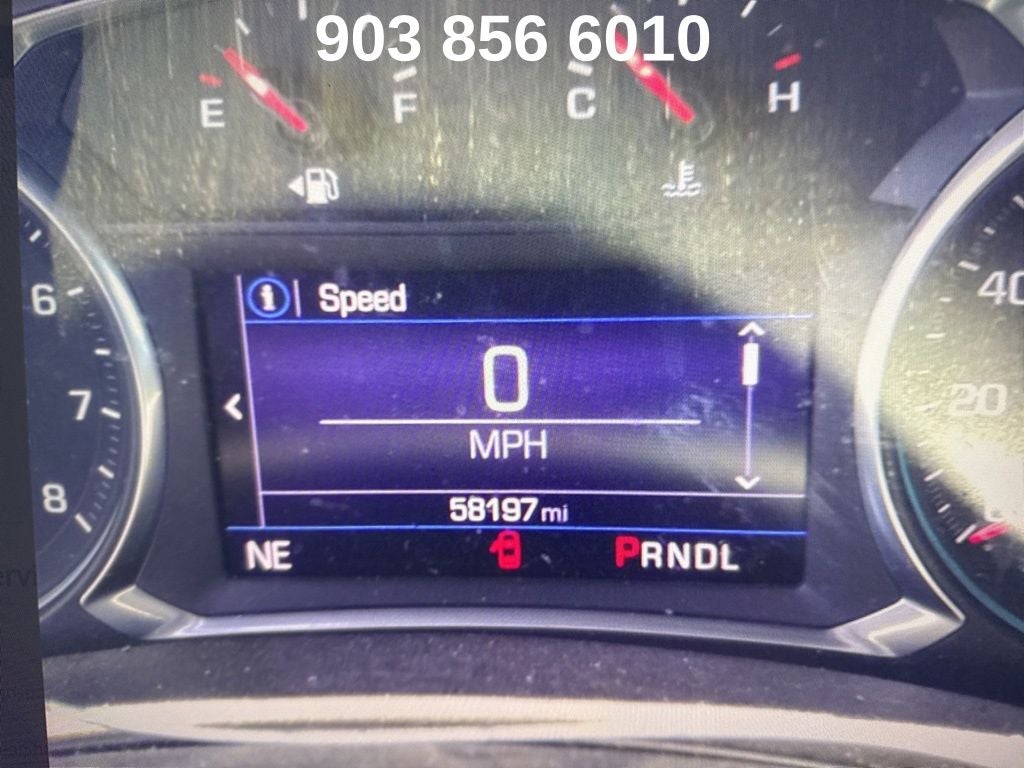 903 856 6010
E F C H
Speed
6
7
8
0
MPH
58197 mi
NE PRNDL
40
20